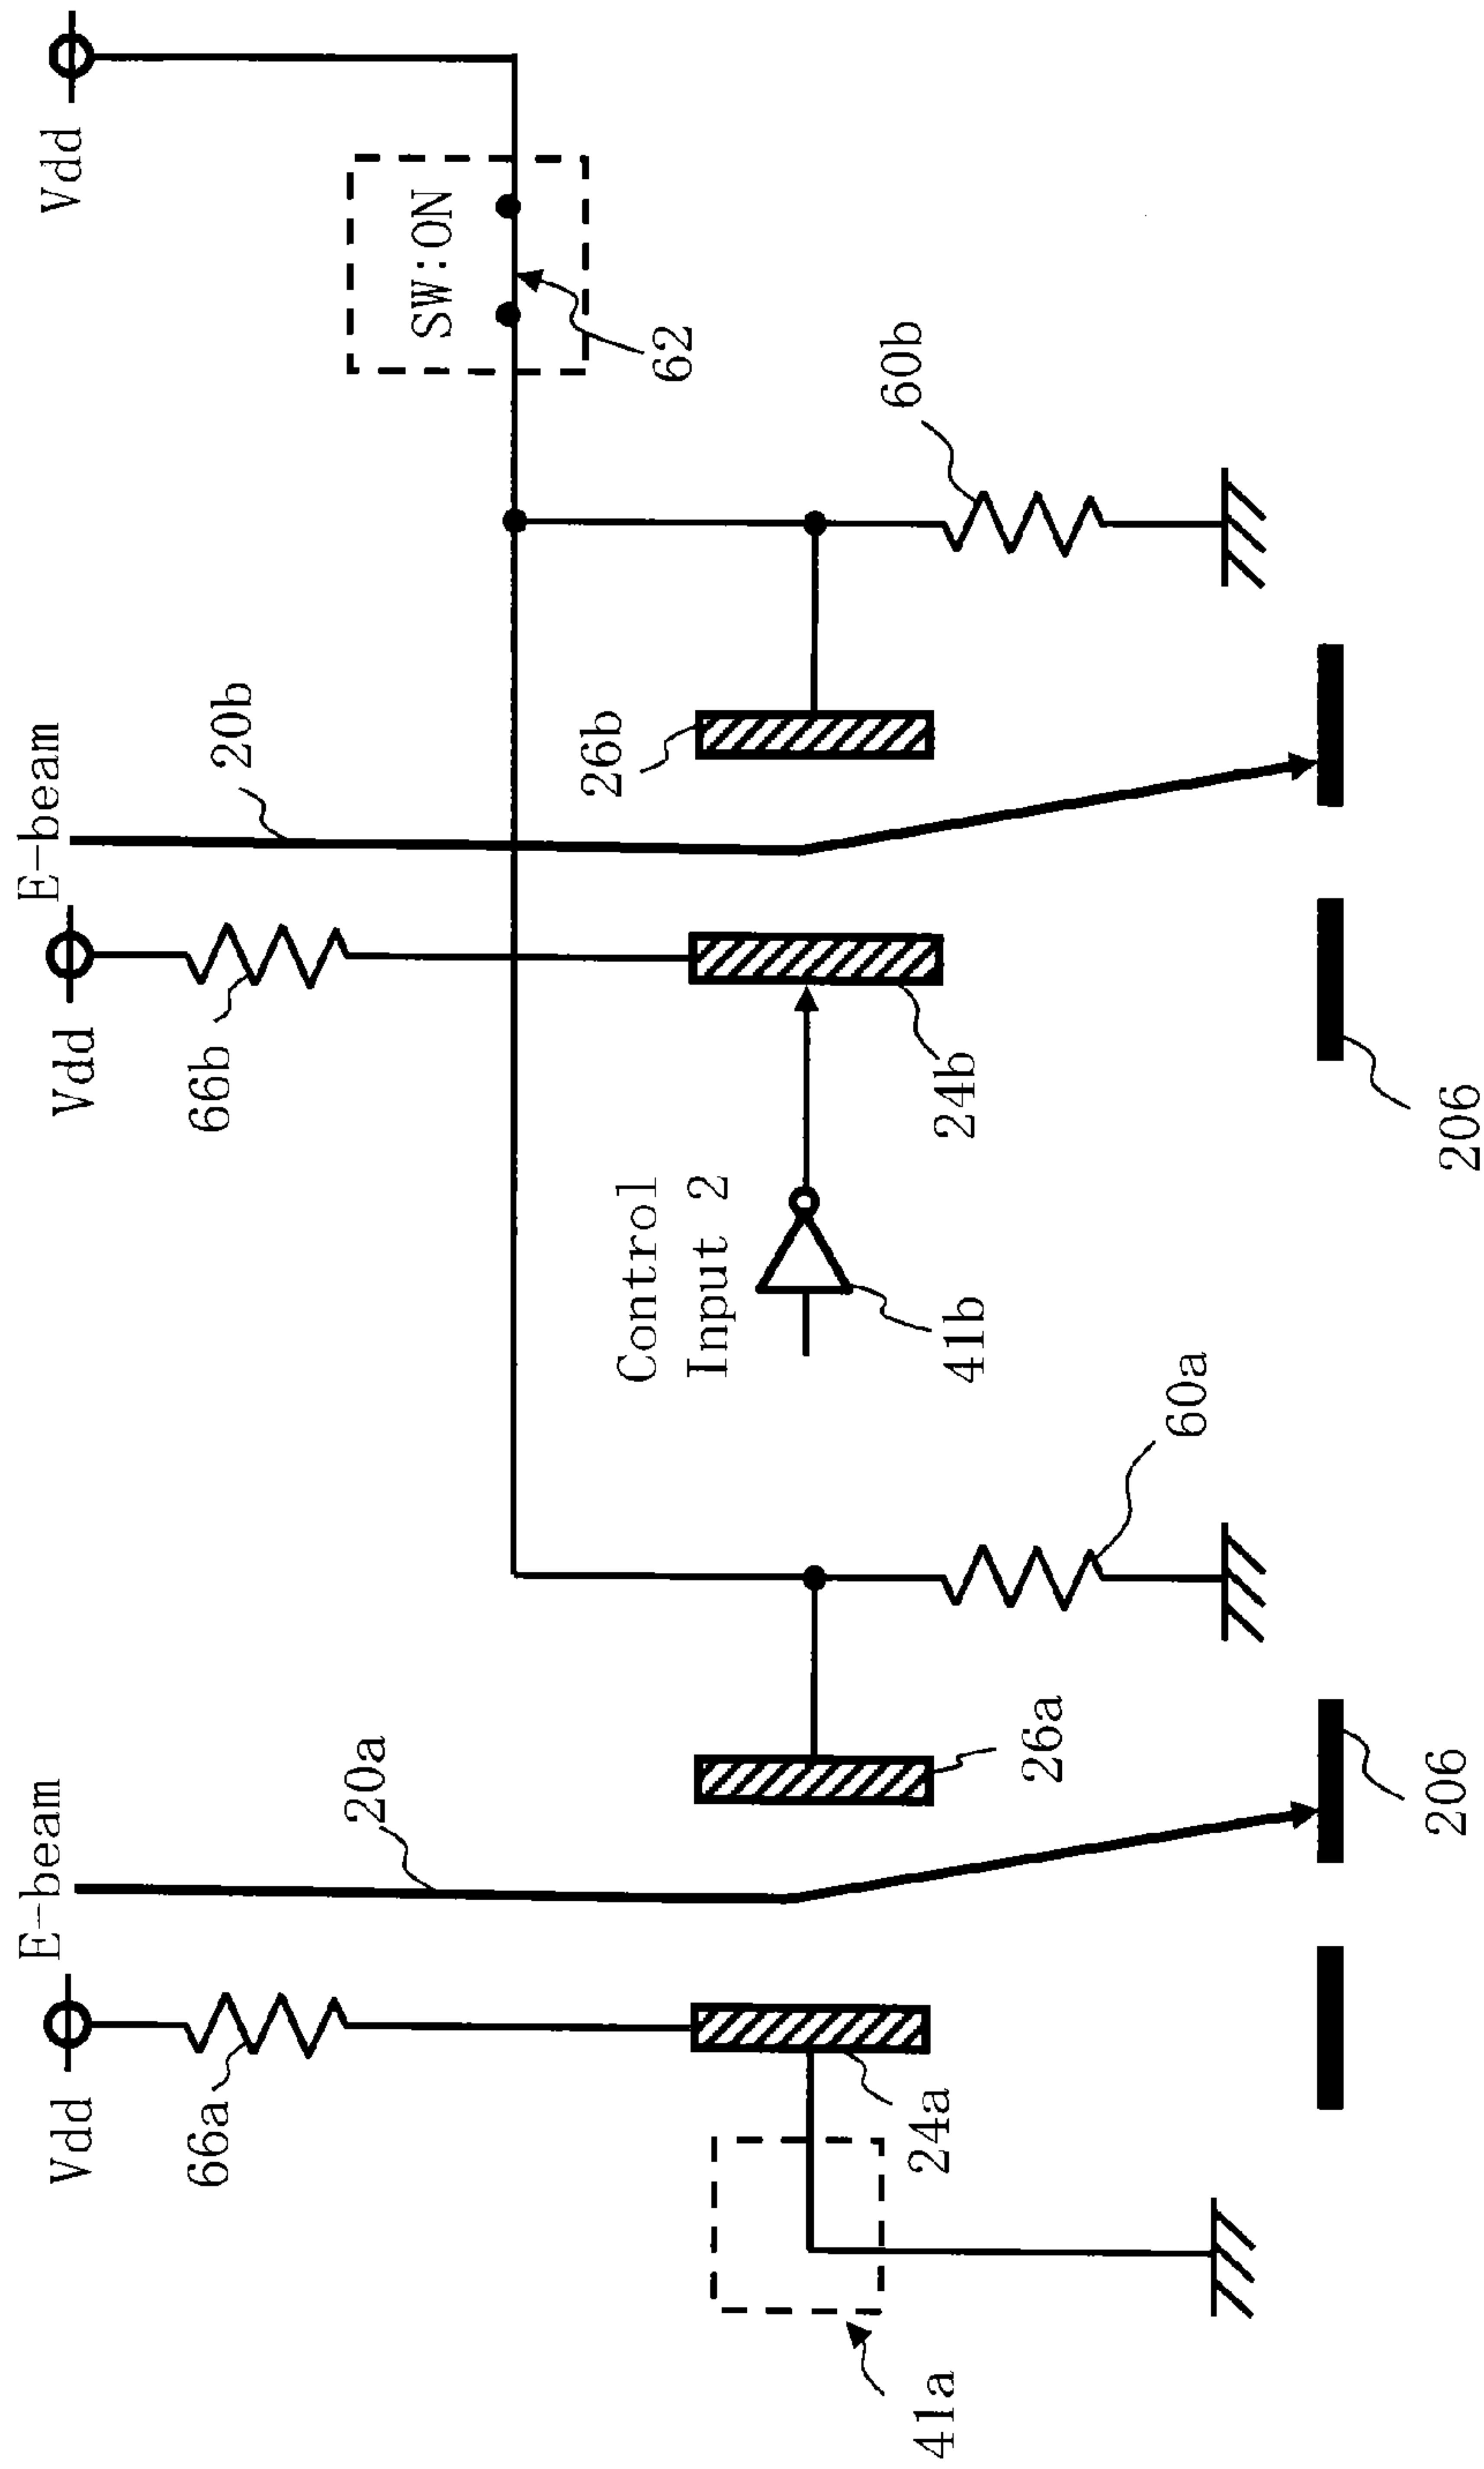 Vdd
E-beam
Vdd
E-beam
Vdd
66a
20a
66b
20b
SW:ON
62
Control
Input 2
26b
60b
41a
24a
26a
60a
41b
24b
206
206